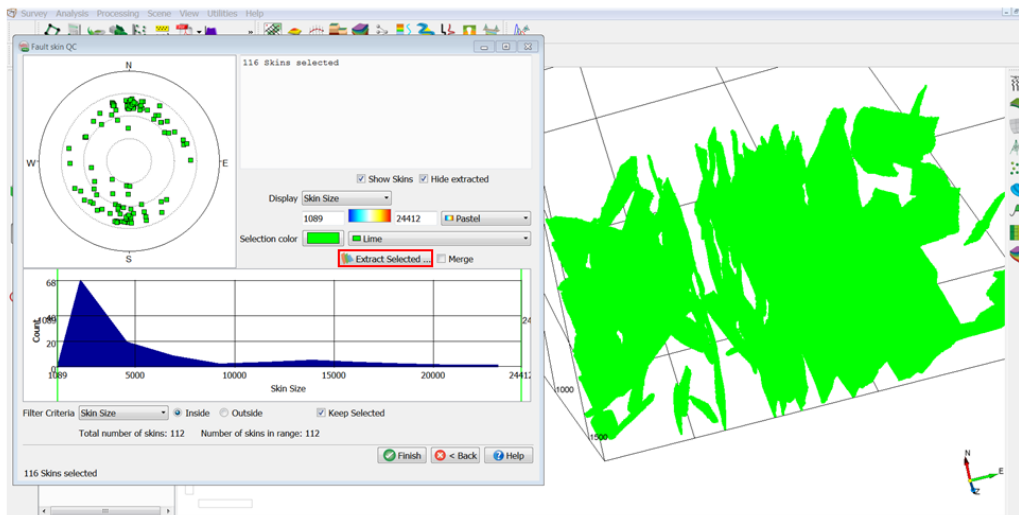 Survey Analysis Processing Scene View Utilities Help
Fault skin QC
N
W
E
S
116 Skins selected
Show Skins Hide extracted
Display Skin Size
1089 24412 Pastel
Selection color Lime
Extract Selected ... Merge
68
20
0
Count
1089
1089 5000 10000 15000 20000 24412
Skin Size
Filter Criteria Skin Size Inside Outside Keep Selected
Total number of skins: 112 Number of skins in range: 112
Finish < Back Help
116 Skins selected
1000
1500
N
E
Z